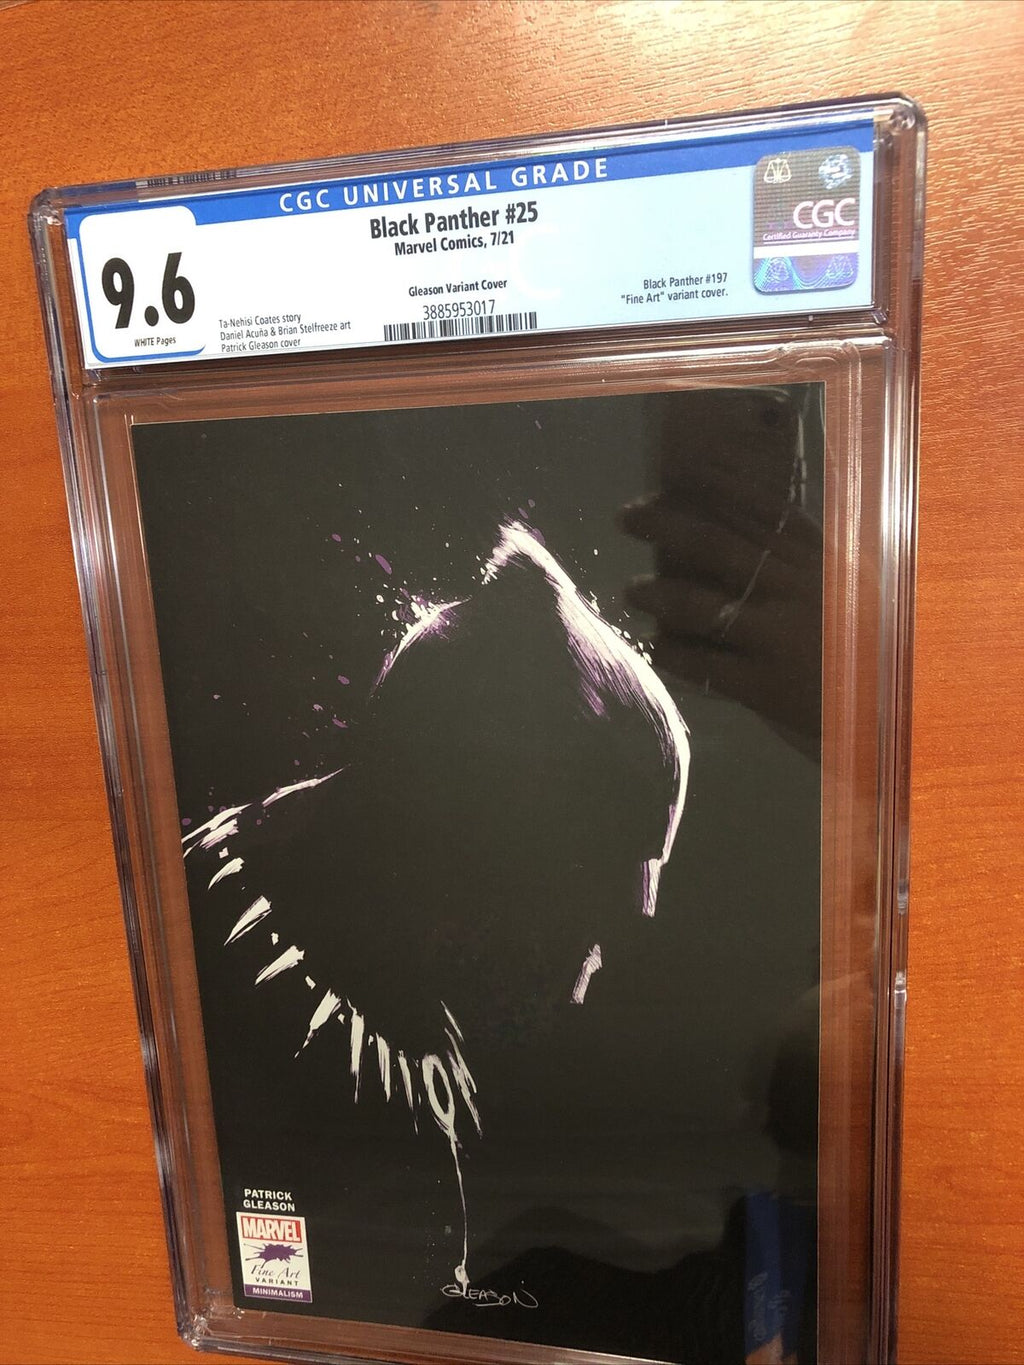 CGC UNIVERSAL GRADE
9.6
WHITE Pages
Black Panther #25
Marvel Comics, 7/21
Gleason Variant Cover
3885953017
Ta-Nehisi Coates story
Daniel Acuña & Brian Stelfreeze art
Patrick Gleason cover
Black Panther #197
"Fine Art" variant cover.
CGC
Certified Guaranty Company
PATRICK
GLEASON
MARVEL
Fine Art
VARIANT
MINIMALISM
GLEASON